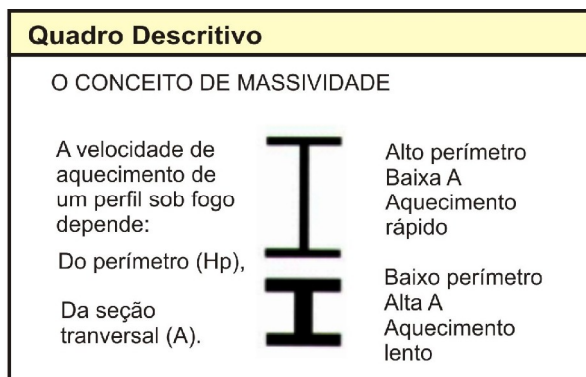 Quadro Descritivo
O CONCEITO DE MASSIVIDADE
A velocidade de
aquecimento de
um perfil sob fogo
depende:
Do perímetro (Hp),
Da seção
tranversal (A).
Alto perímetro
Baixa A
Aquecimento
rápido
Baixo perímetro
Alta A
Aquecimento
lento